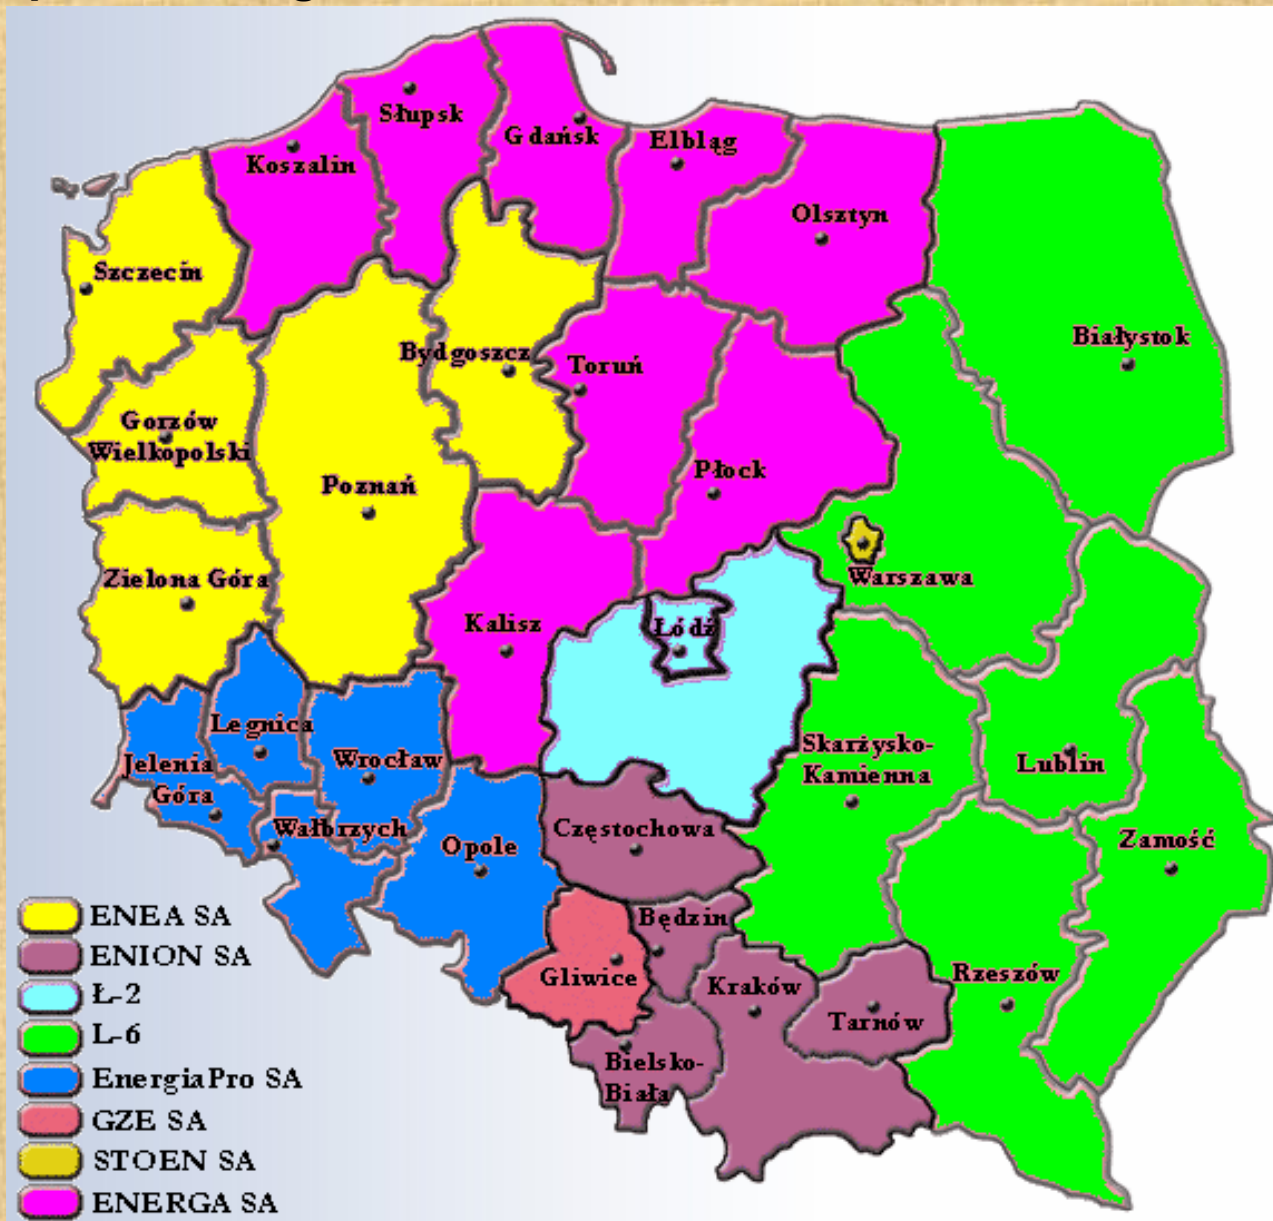 Słupsk
Gdańsk
Elbląg
Koszalin
Olsztyn
Szczecin
Białystok
Bydgoszcz
Toruń
Gorzów
Wielkopolski
Płock
Poznań
Zielona Góra
Warszawa
Kalisz
Łódź
Legnica
Wrocław
Skarżysko-
Kamienna
Lublin
Jelenia
Góra
Wałbrzych
Częstochowa
Opole
Zamość
Będzin
Gliwice
Kraków
Rzeszów
Tarnów
Bielsko-
Biała
ENEA SA
ENION SA
Ł-2
L-6
EnergiaPro SA
GZE SA
STOEN SA
ENERGA SA